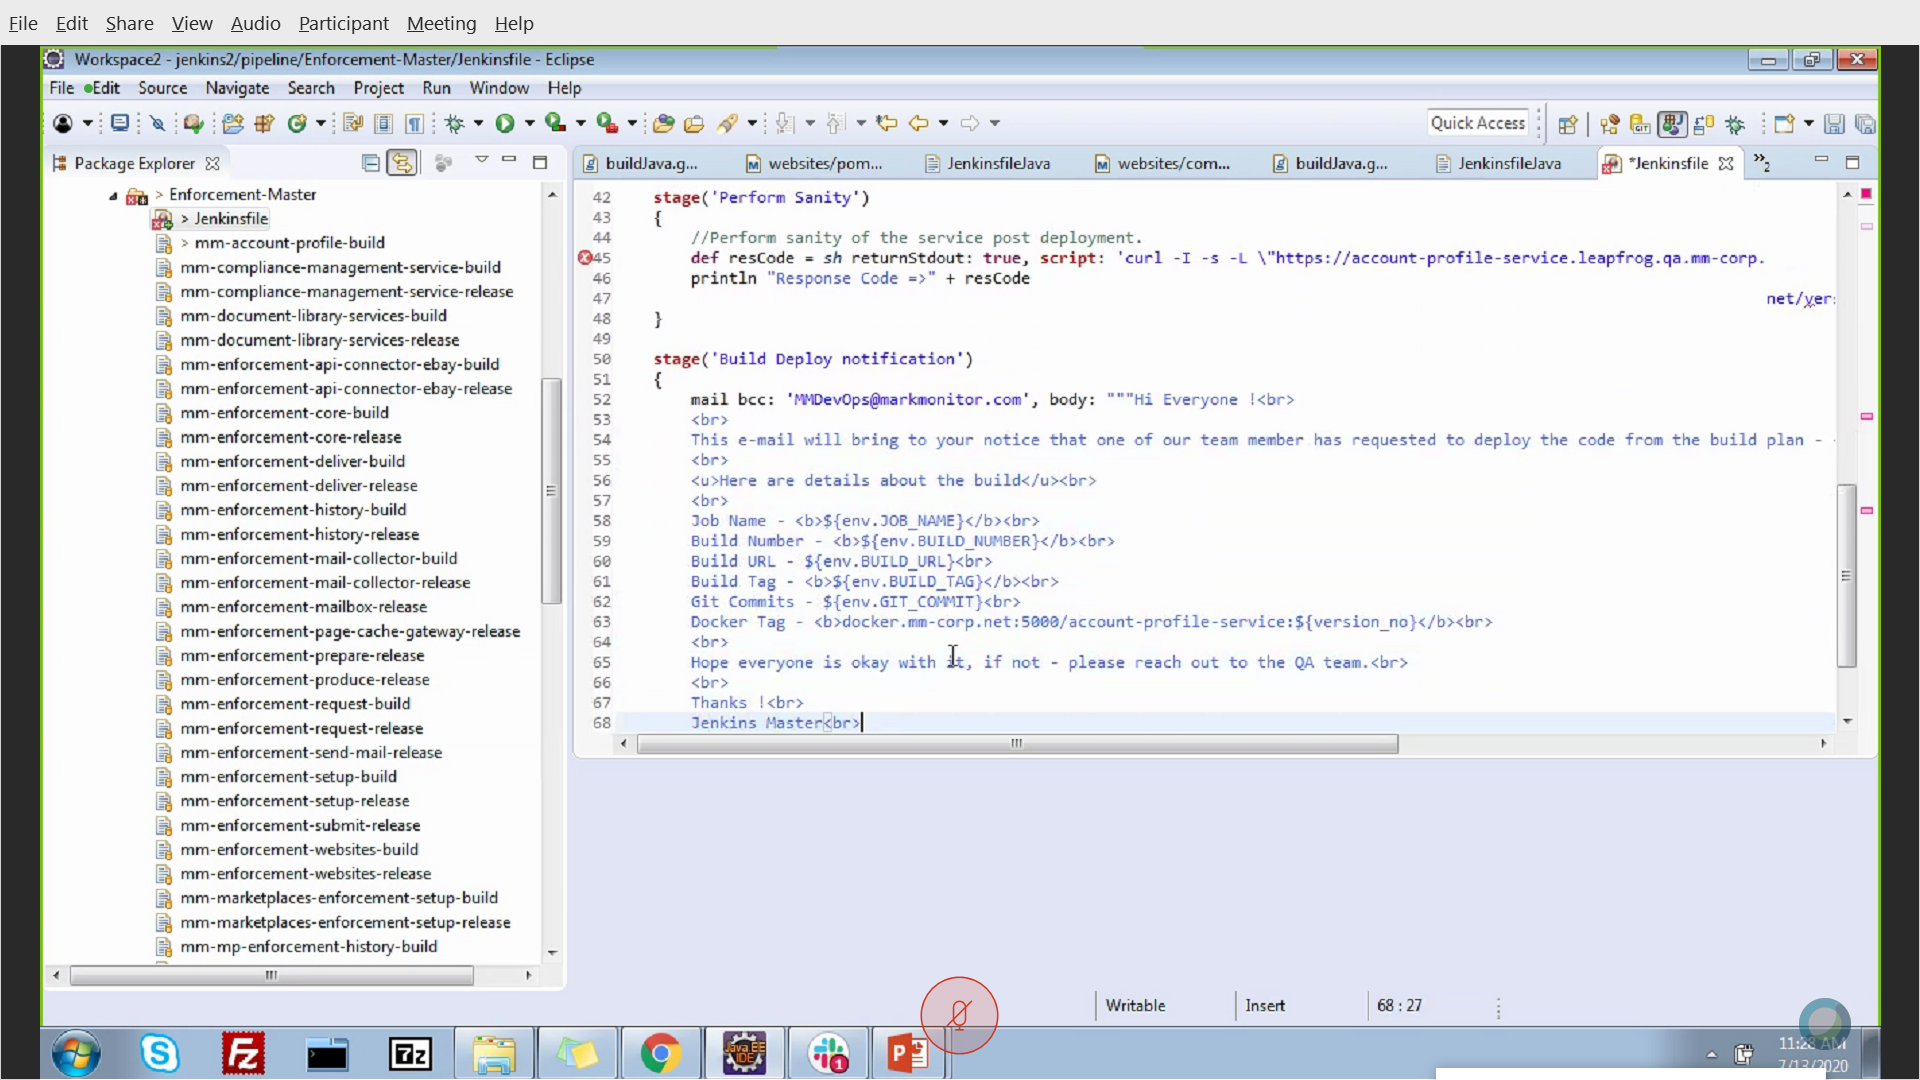 File Edit Share View Audio Participant Meeting Help
Workspace2 - jenkins2/pipeline/Enforcement-Master/Jenkinsfile - Eclipse
File Edit Source Navigate Search Project Run Window Help
Quick Access
Package Explorer
buildJava.g... websites/pom... JenkinsfileJava websites/com... buildJava.g... JenkinsfileJava *Jenkinsfile »2
> Enforcement-Master
> Jenkinsfile
> mm-account-profile-build
mm-compliance-management-service-build
mm-compliance-management-service-release
mm-document-library-services-build
mm-document-library-services-release
mm-enforcement-api-connector-ebay-build
mm-enforcement-api-connector-ebay-release
mm-enforcement-core-build
mm-enforcement-core-release
mm-enforcement-deliver-build
mm-enforcement-deliver-release
mm-enforcement-history-build
mm-enforcement-history-release
mm-enforcement-mail-collector-build
mm-enforcement-mail-collector-release
mm-enforcement-mailbox-release
mm-enforcement-page-cache-gateway-release
mm-enforcement-prepare-release
mm-enforcement-produce-release
mm-enforcement-request-build
mm-enforcement-request-release
mm-enforcement-send-mail-release
mm-enforcement-setup-build
mm-enforcement-setup-release
mm-enforcement-submit-release
mm-enforcement-websites-build
mm-enforcement-websites-release
mm-marketplaces-enforcement-setup-build
mm-marketplaces-enforcement-setup-release
mm-mp-enforcement-history-build
42 stage('Perform Sanity')
43 {
44 //Perform sanity of the service post deployment.
45 def resCode = sh returnStdout: true, script: 'curl -I -s -L \"https://account-profile-service.leapfrog.qa.mm-corp.
46 println "Response Code =>" + resCode
47 net/ver
48 }
49
50 stage('Build Deploy notification')
51 {
52 mail bcc: 'MMDevOps@markmonitor.com', body: """Hi Everyone !<br>
53 <br>
54 This e-mail will bring to your notice that one of our team member has requested to deploy the code from the build plan -
55 <br>
56 <u>Here are details about the build</u><br>
57 <br>
58 Job Name - <b>${env.JOB_NAME}</b><br>
59 Build Number - <b>${env.BUILD_NUMBER}</b><br>
60 Build URL - ${env.BUILD_URL}<br>
61 Build Tag - <b>${env.BUILD_TAG}</b><br>
62 Git Commits - ${env.GIT_COMMIT}<br>
63 Docker Tag - <b>docker.mm-corp.net:5000/account-profile-service:${version_no}</b><br>
64 <br>
65 Hope everyone is okay with it, if not - please reach out to the QA team.<br>
66 <br>
67 Thanks !<br>
68 Jenkins Master<br>
Writable Insert 68 : 27
Java EE IDE
11:28 AM
7/13/2020